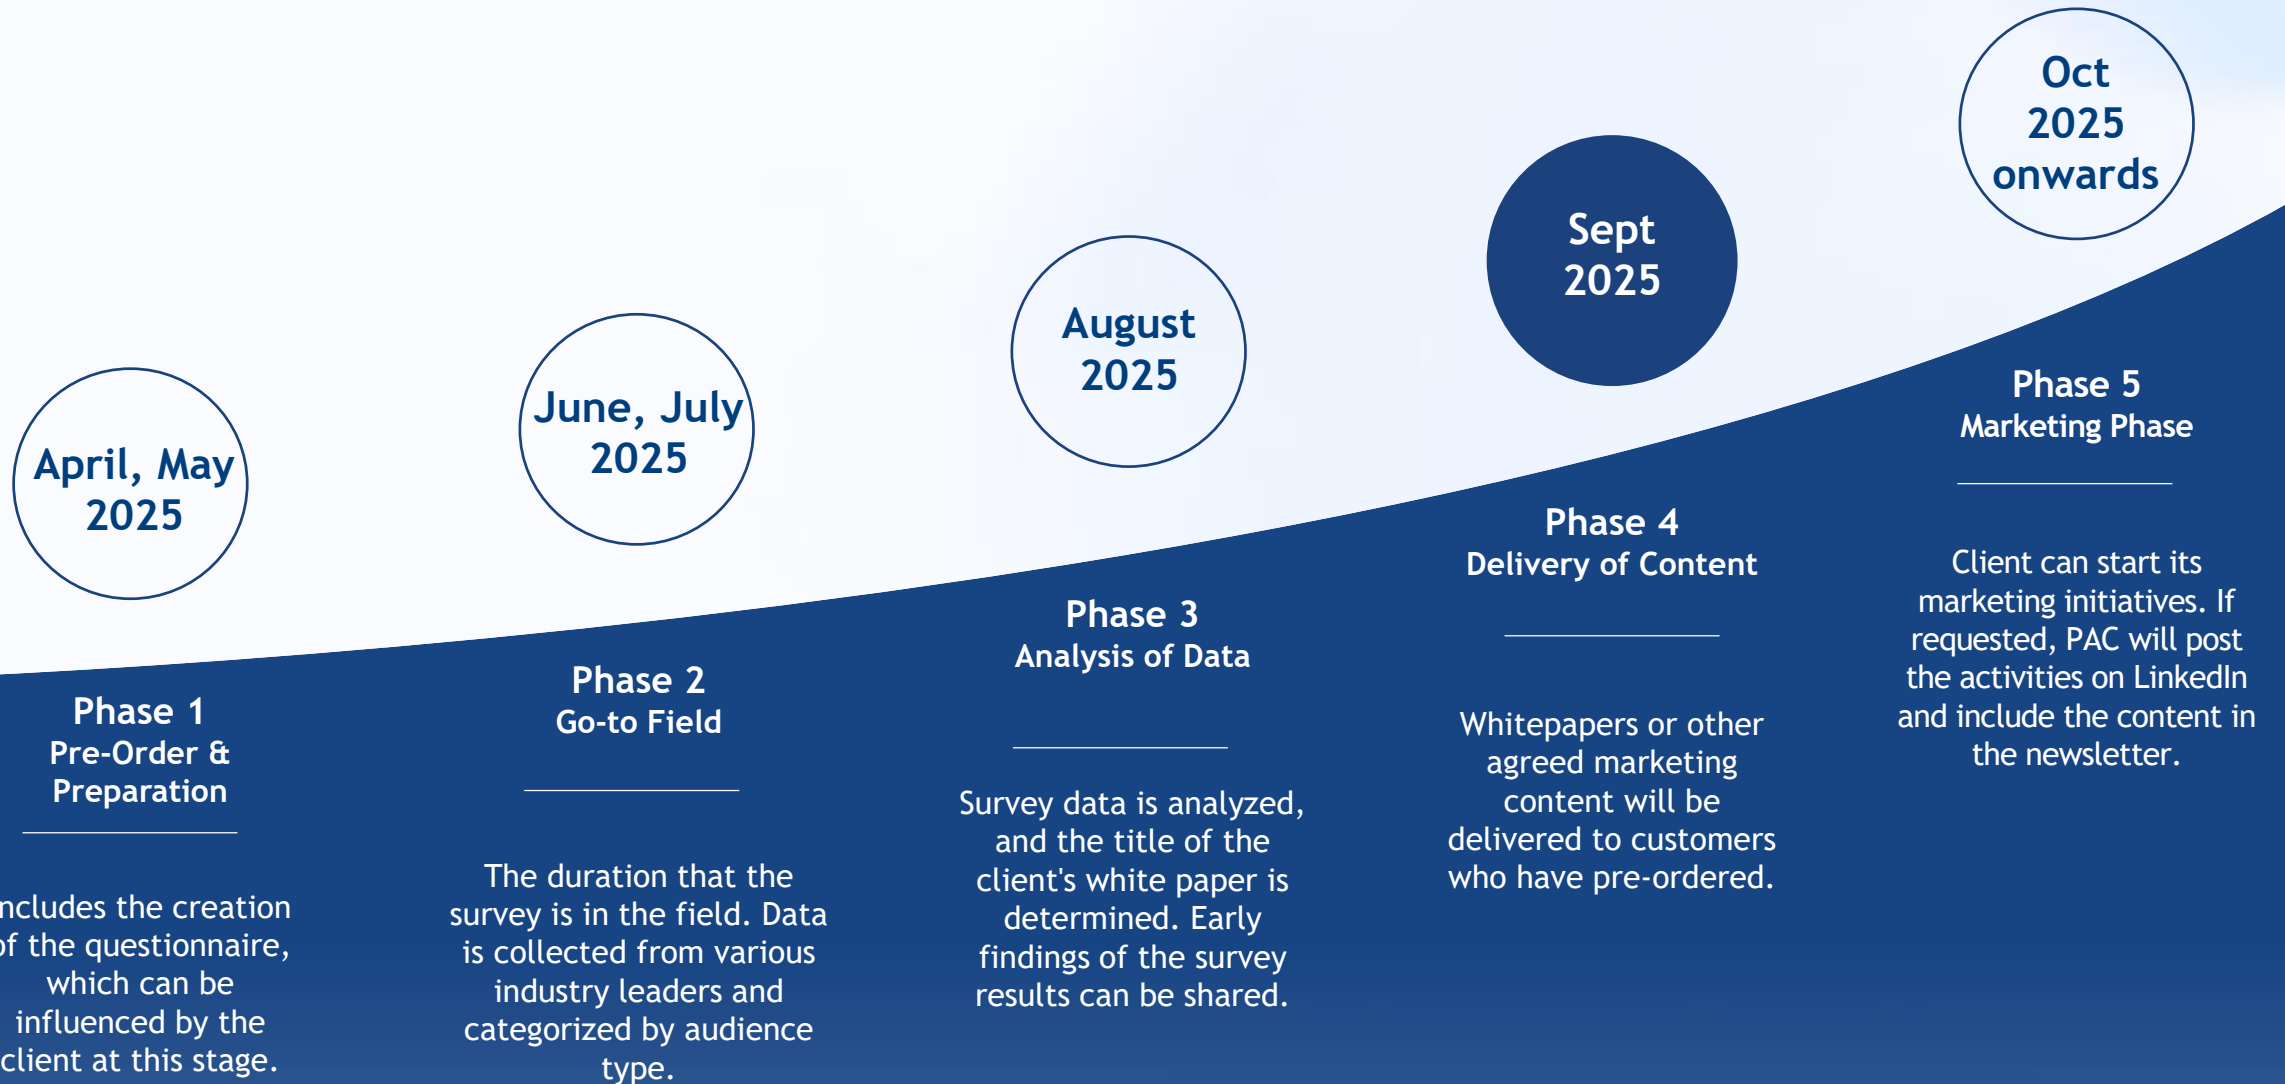 April, May
2025
Phase 1
Pre-Order &
Preparation
ncludes the creation
of the questionnaire,
which can be
influenced by the
client at this stage.
June, July
2025
Phase 2
Go-to Field
The duration that the
survey is in the field. Data
is collected from various
industry leaders and
categorized by audience
type.
August
2025
Phase 3
Analysis of Data
Survey data is analyzed,
and the title of the
client's white paper is
determined. Early
findings of the survey
results can be shared.
Sept
2025
Phase 4
Delivery of Content
Whitepapers or other
agreed marketing
content will be
delivered to customers
who have pre-ordered.
Oct
2025
onwards
Phase 5
Marketing Phase
Client can start its
marketing initiatives. If
requested, PAC will post
the activities on LinkedIn
and include the content in
the newsletter.